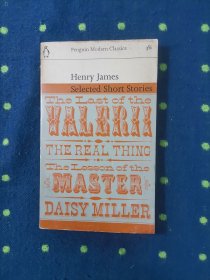 Penguin Modern Classics
Henry James
Selected Short Stories
The Last of the
VALERII
THE REAL THING
The Lesson of the
MASTER
DAISY MILLER